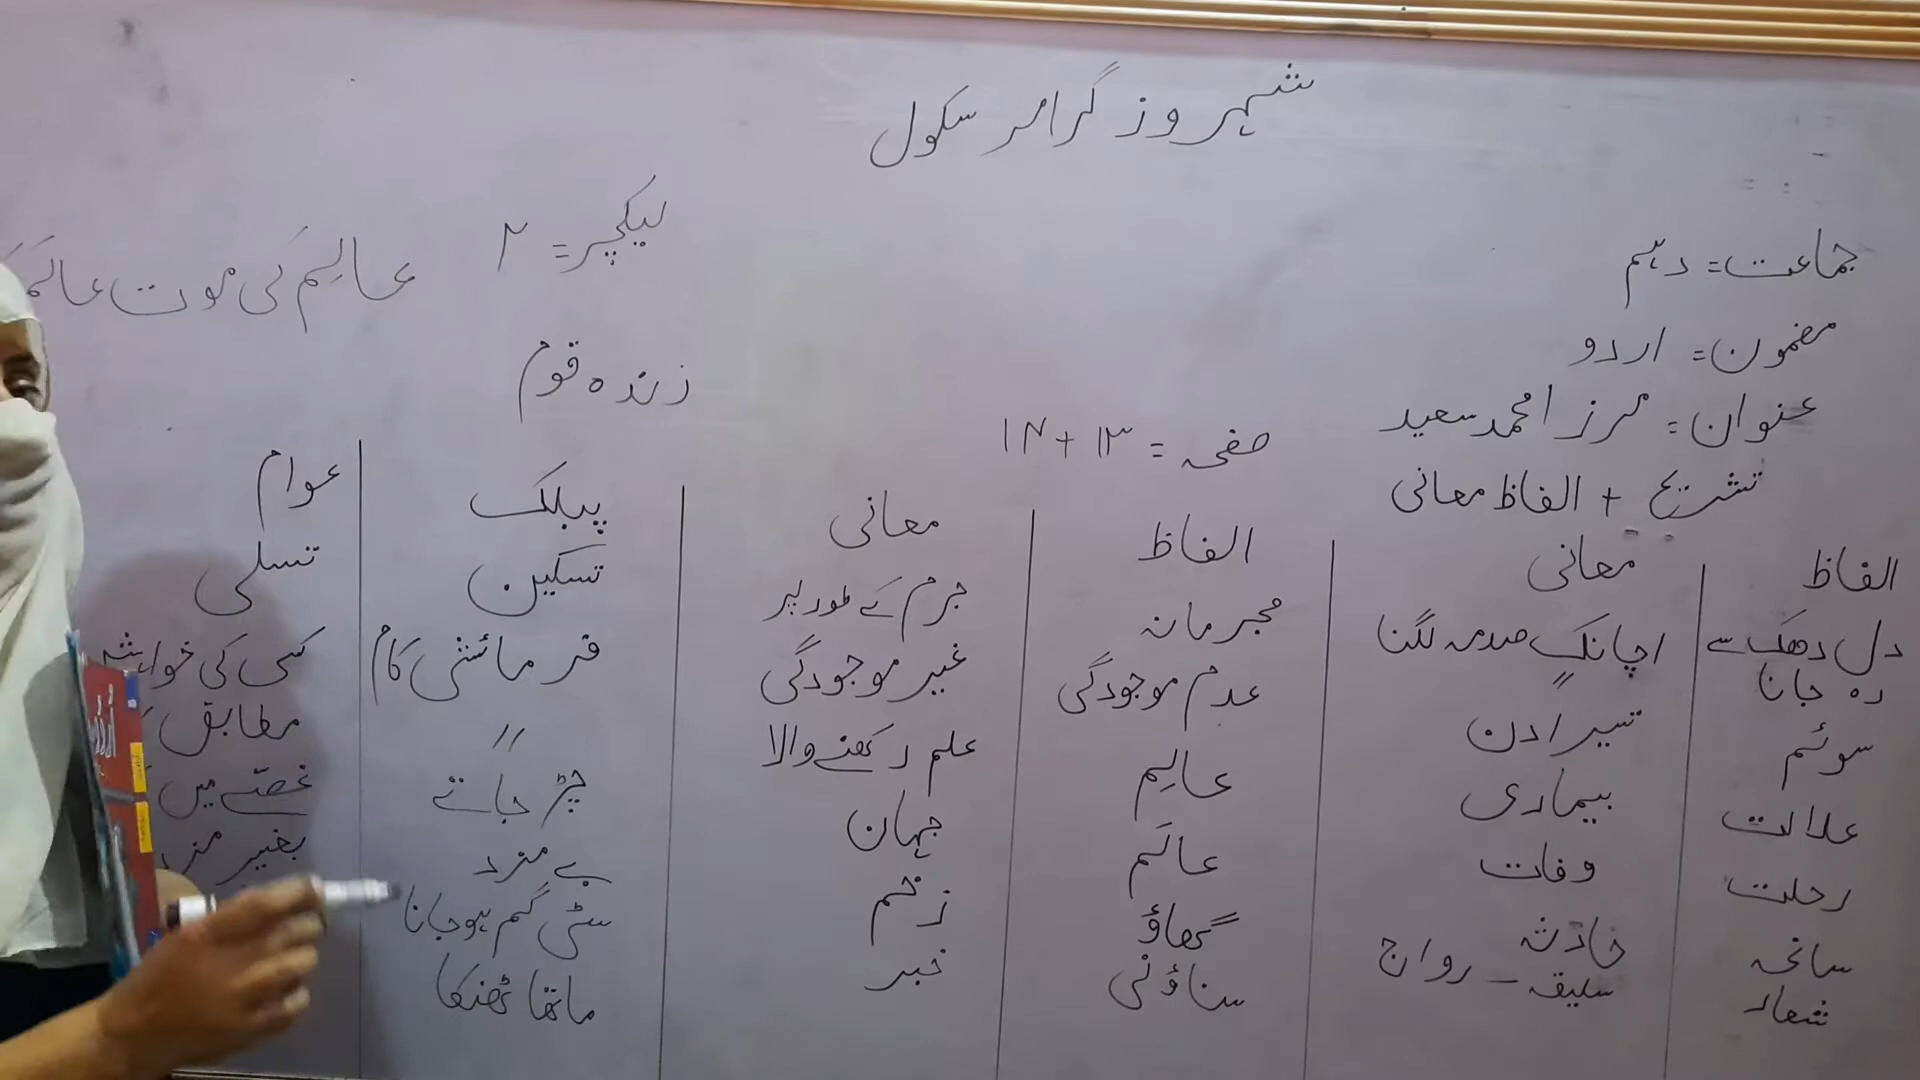 شہروز گرامر سکول
جماعت = دہم
لیکچر = ۲
عالِم کی موت عالَم
مضمون = اردو
زندہ قوم
عنوان = مرزا محمد سعید
صفحہ = ۱۳ + ۱۴
تشریح + الفاظ معانی
الفاظ
معانی
دل دھک سے
رہ جانا
اچانک صدمہ لگنا
سوئم
تیسرا دن
علالت
بیماری
رحلت
وفات
سانحہ
حادثہ
شعار
سلیقہ - رواج
الفاظ
معانی
مجرمانہ
جرم کے طور پر
عدم موجودگی
غیر موجودگی
عالِم
علم رکھنے والا
عالَم
جہان
گھاؤ
زخم
سناؤنی
خبر
پبلک
عوام
تسکین
تسلی
فرمائشی کام
کسی کی خواہش
مطابق
〃
چڑ جاتے
غصے میں
بے مزد
بغیر
سٹی گم ہو جانا
ماتھا ٹھنکا
اُردو